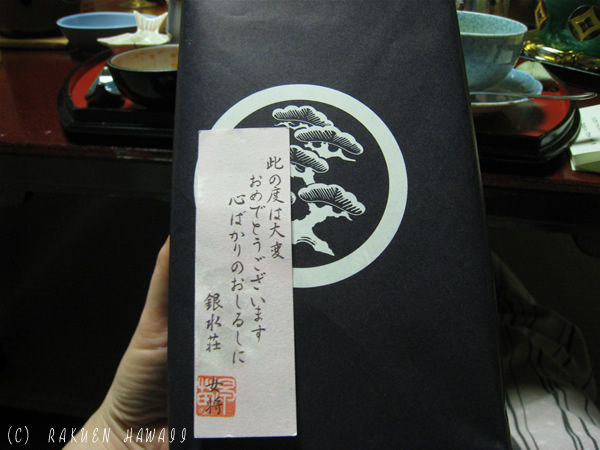 此の度は大変
おめでとうございます
心ばかりのおしるしに
銀水荘
女将
(C) RAKUEN HAWAII